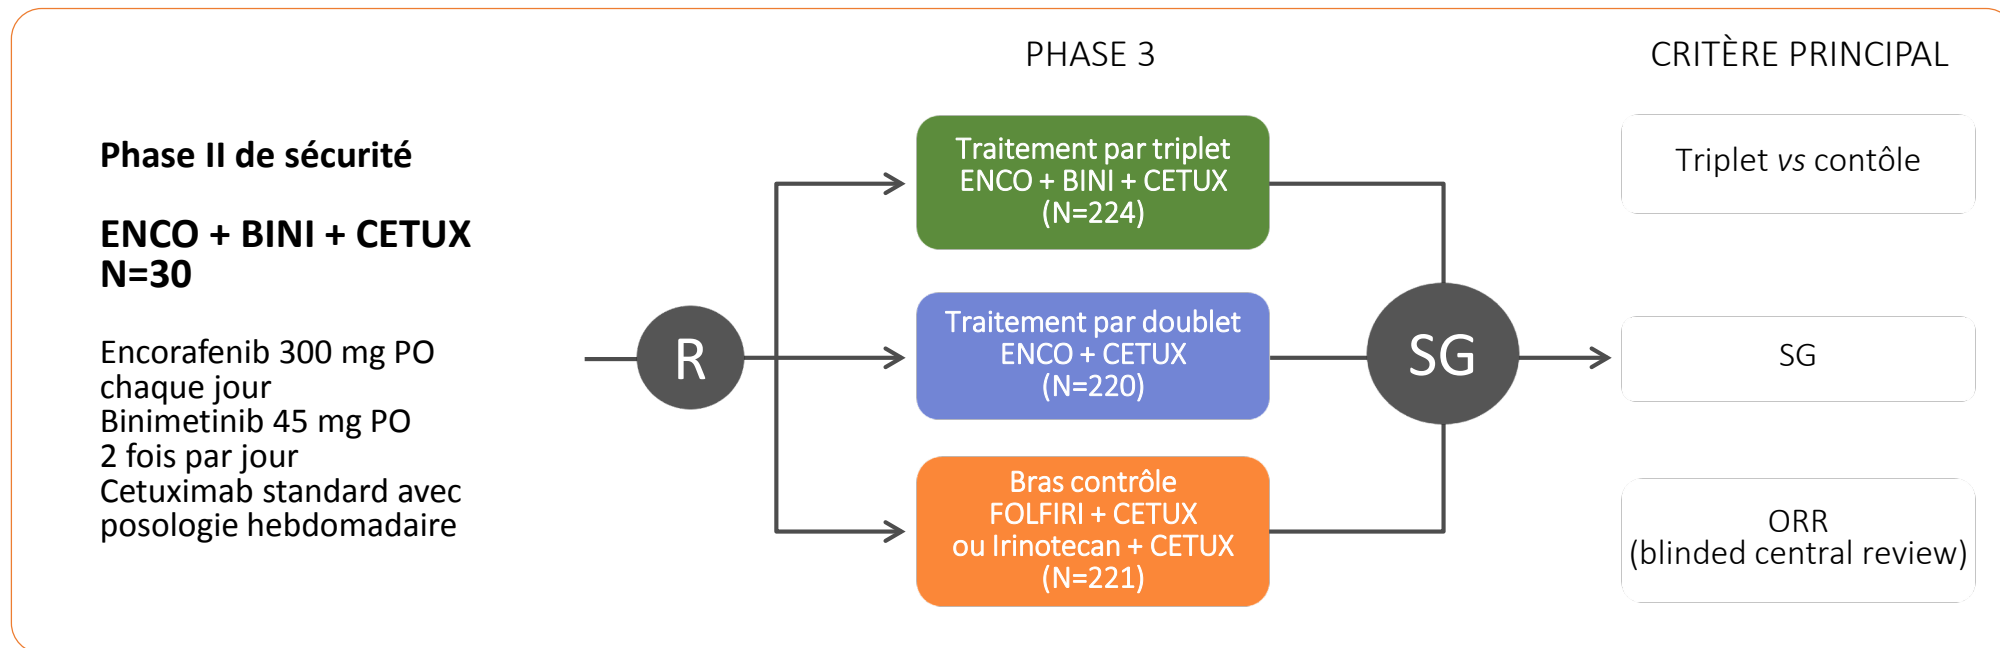 Phase II de sécurité
ENCO + BINI + CETUX
N=30
Encorafenib 300 mg PO
chaque jour
Binimetinib 45 mg PO
2 fois par jour
Cetuximab standard avec
posologie hebdomadaire
R
PHASE 3
Traitement par triplet
ENCO + BINI + CETUX
(N=224)
Traitement par doublet
ENCO + CETUX
(N=220)
Bras contrôle
FOLFIRI + CETUX
ou Irinotecan + CETUX
(N=221)
SG
CRITÈRE PRINCIPAL
Triplet vs contôle
SG
ORR
(blinded central review)